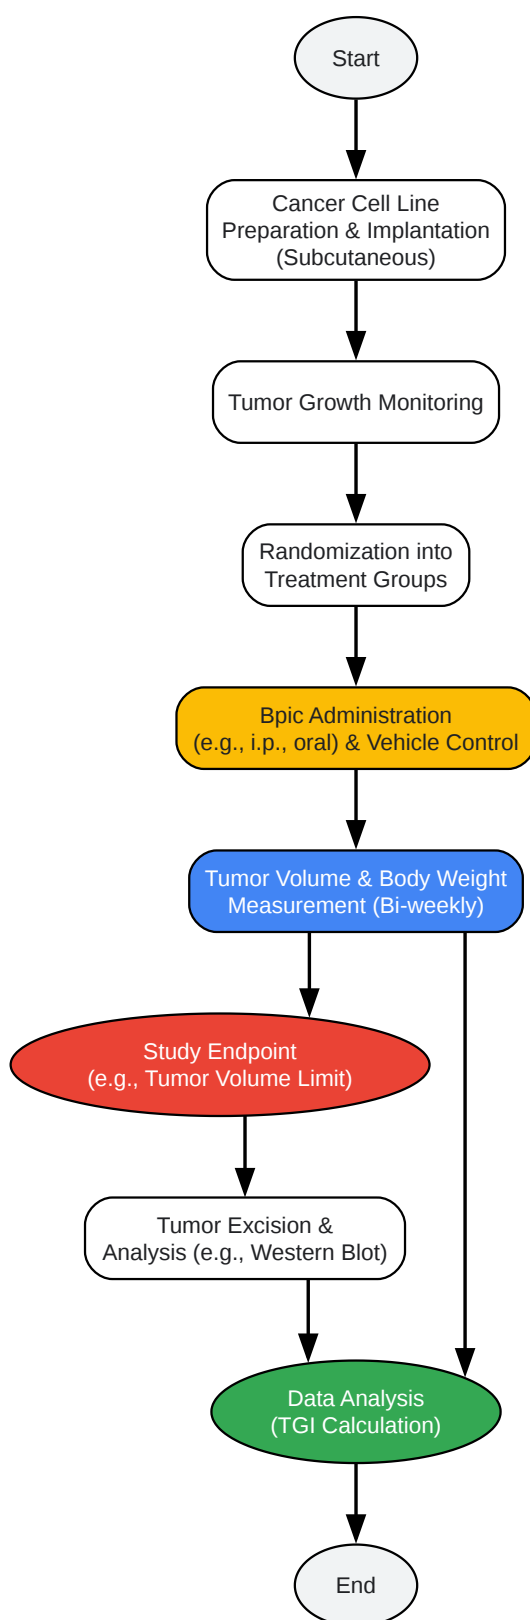 Start
Cancer Cell Line
Preparation & Implantation
(Subcutaneous)
Tumor Growth Monitoring
Randomization into
Treatment Groups
Bpic Administration
(e.g., i.p., oral) & Vehicle Control
Tumor Volume & Body Weight
Measurement (Bi-weekly)
Study Endpoint
(e.g., Tumor Volume Limit)
Tumor Excision &
Analysis (e.g., Western Blot)
Data Analysis
(TGI Calculation)
End